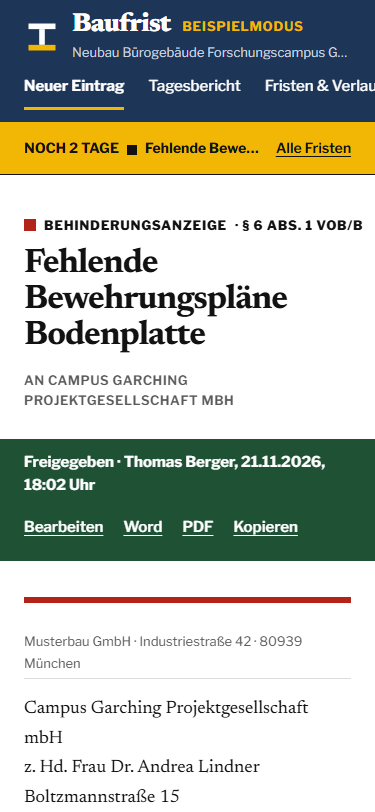 Baufrist BEISPIELMODUS
Neubau Bürogebäude Forschungscampus G...
Neuer Eintrag Tagesbericht Fristen & Verlau
NOCH 2 TAGE Fehlende Bewe... Alle Fristen
BEHINDERUNGSANZEIGE · § 6 ABS. 1 VOB/B
Fehlende
Bewehrungspläne
Bodenplatte
AN CAMPUS GARCHING
PROJEKTGESELLSCHAFT MBH
Freigegeben · Thomas Berger, 21.11.2026,
18:02 Uhr
Bearbeiten Word PDF Kopieren
Musterbau GmbH · Industriestraße 42 · 80939
München
Campus Garching Projektgesellschaft
mbH
z. Hd. Frau Dr. Andrea Lindner
Boltzmannstraße 15